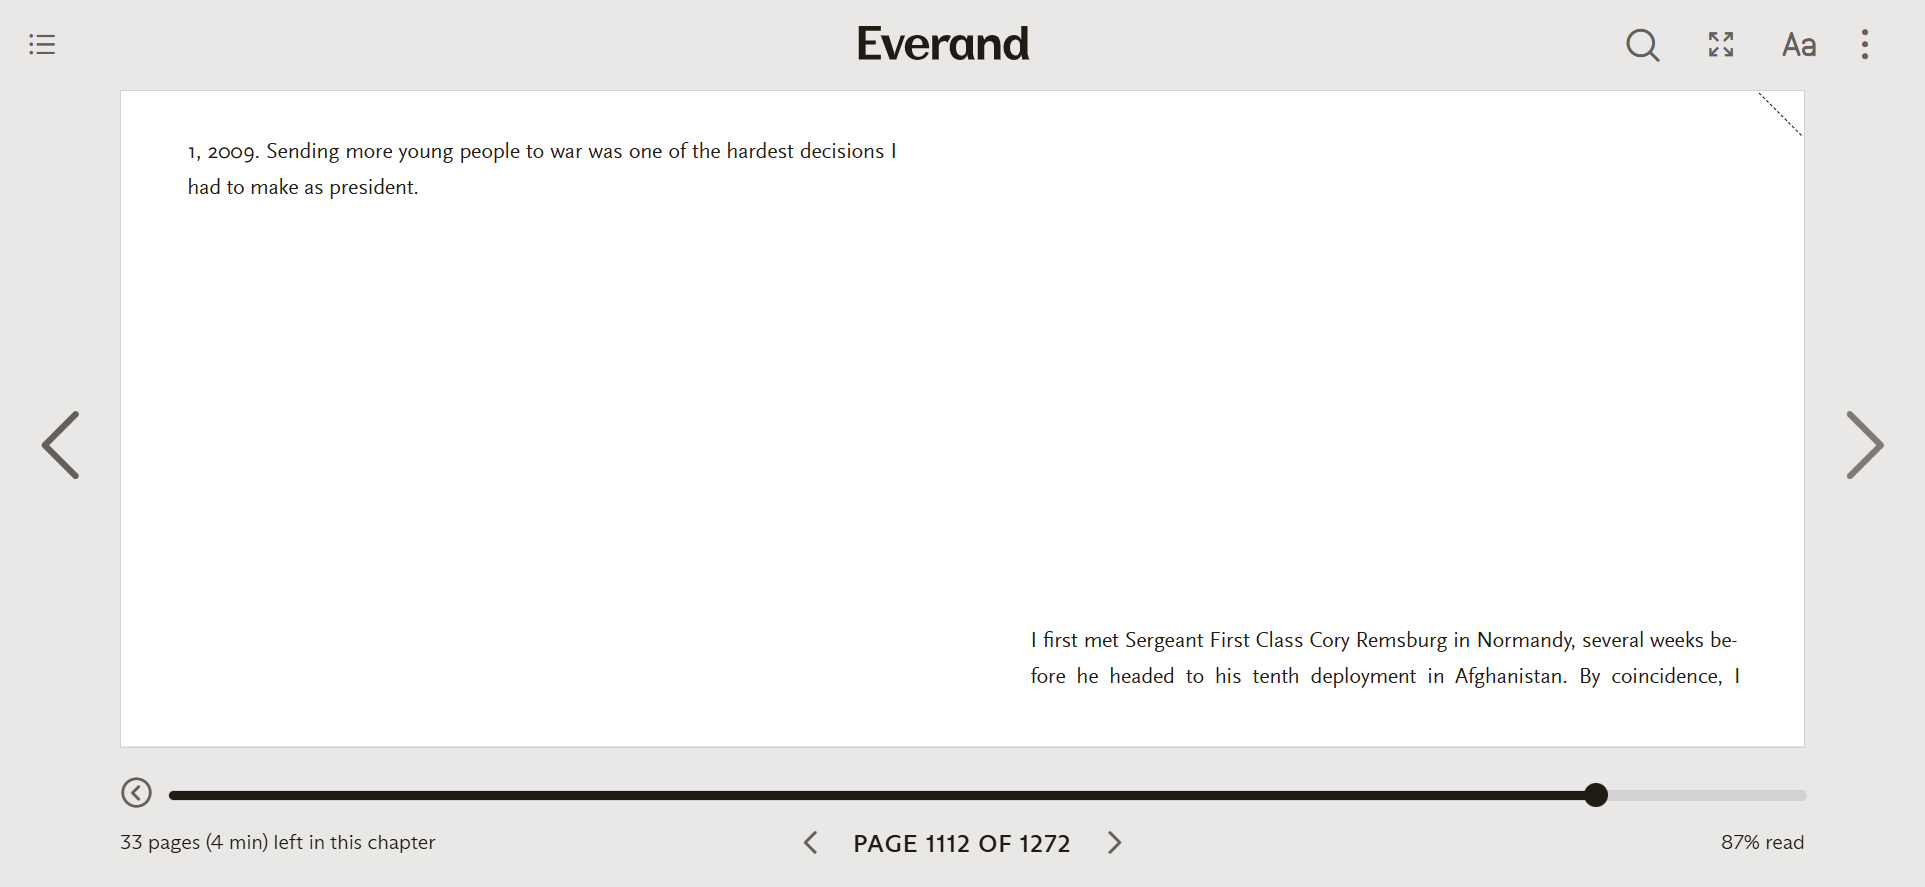 Everand
Aa
1, 2009. Sending more young people to war was one of the hardest decisions I
had to make as president.
I first met Sergeant First Class Cory Remsburg in Normandy, several weeks be-
fore he headed to his tenth deployment in Afghanistan. By coincidence, I
33 pages (4 min) left in this chapter
PAGE 1112 OF 1272
87% read